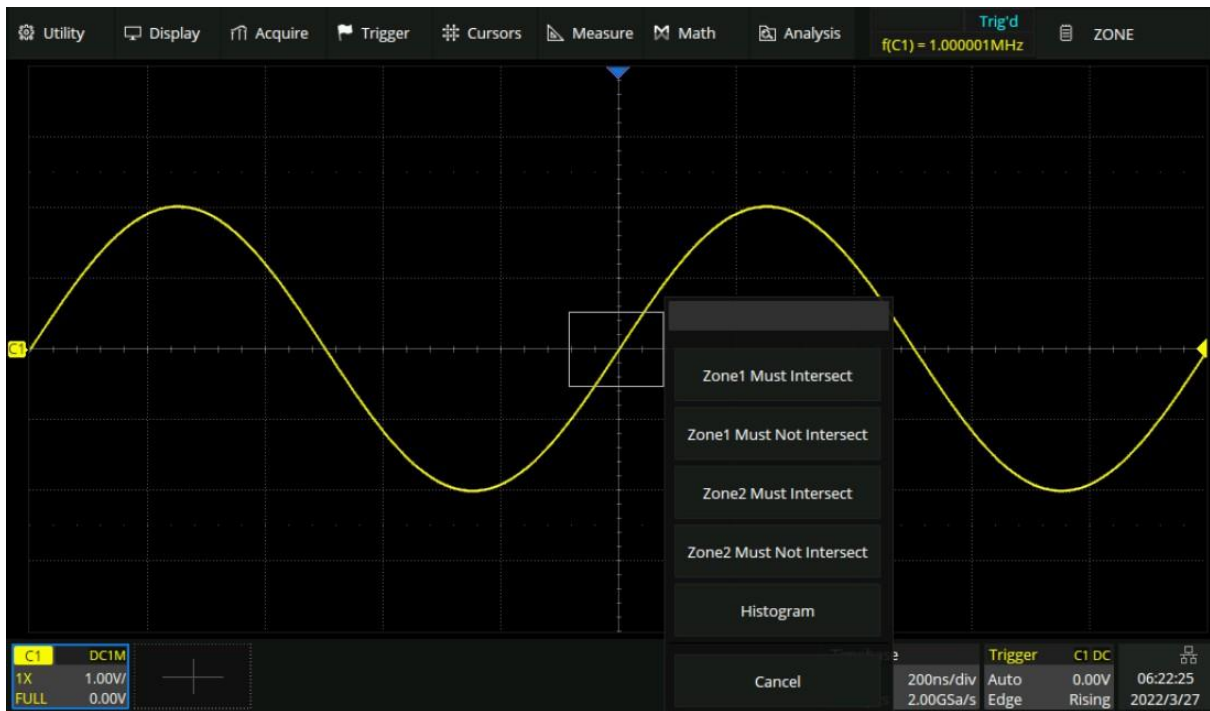 Utility Display Acquire Trigger Cursors Measure Math Analysis
Trig'd
f(C1) = 1.000001MHz
ZONE
C1
Zone1 Must Intersect
Zone1 Must Not Intersect
Zone2 Must Intersect
Zone2 Must Not Intersect
Histogram
Cancel
C1 DC1M
1X 1.00V/
FULL 0.00V
200ns/div
2.00GSa/s
Trigger C1 DC
Auto 0.00V
Edge Rising
06:22:25
2022/3/27